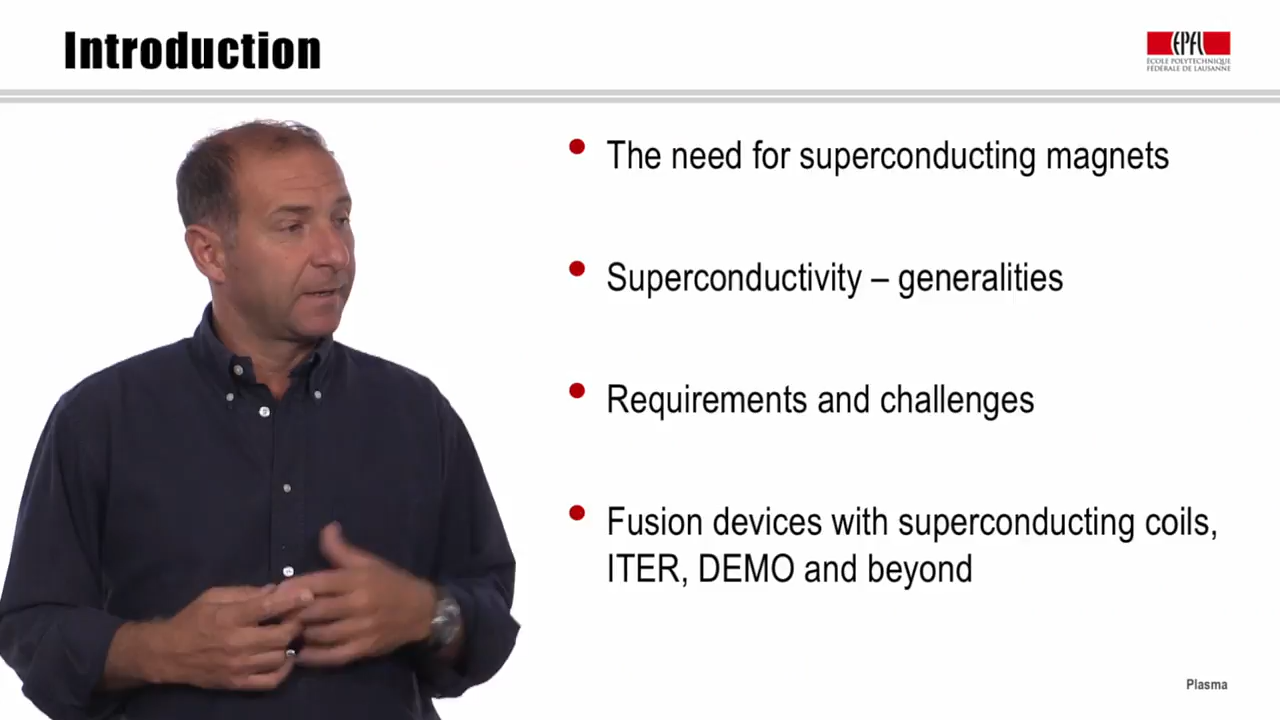 Introduction
EPFL
ÉCOLE POLYTECHNIQUE
FÉDÉRALE DE LAUSANNE
• The need for superconducting magnets
• Superconductivity – generalities
• Requirements and challenges
• Fusion devices with superconducting coils,
ITER, DEMO and beyond
Plasma